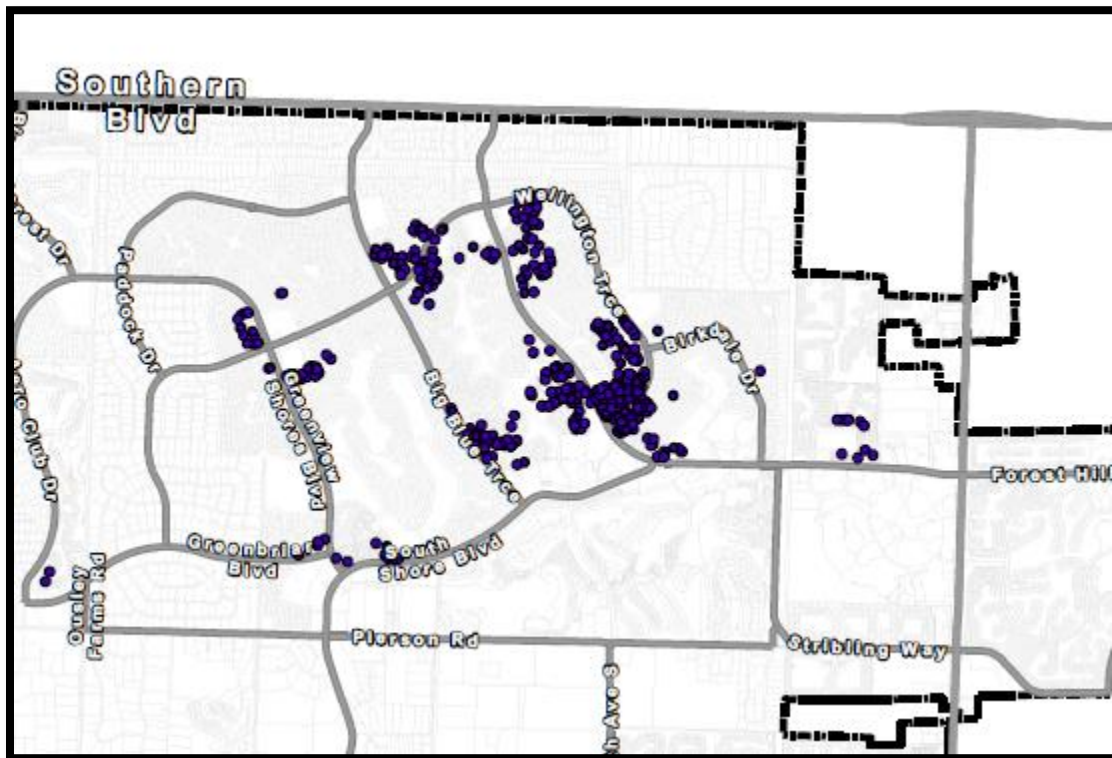 Southern
Blvd
Wellington Trce
Paddock Dr
Birkdale Dr
Greenview
Shores Blvd
Big Blue Trce
Aero Club Dr
Forest Hill
Greenbriar
Blvd
South
Shore Blvd
Ousley
Farms Rd
Pierson Rd
Stribling Way
h Ave S